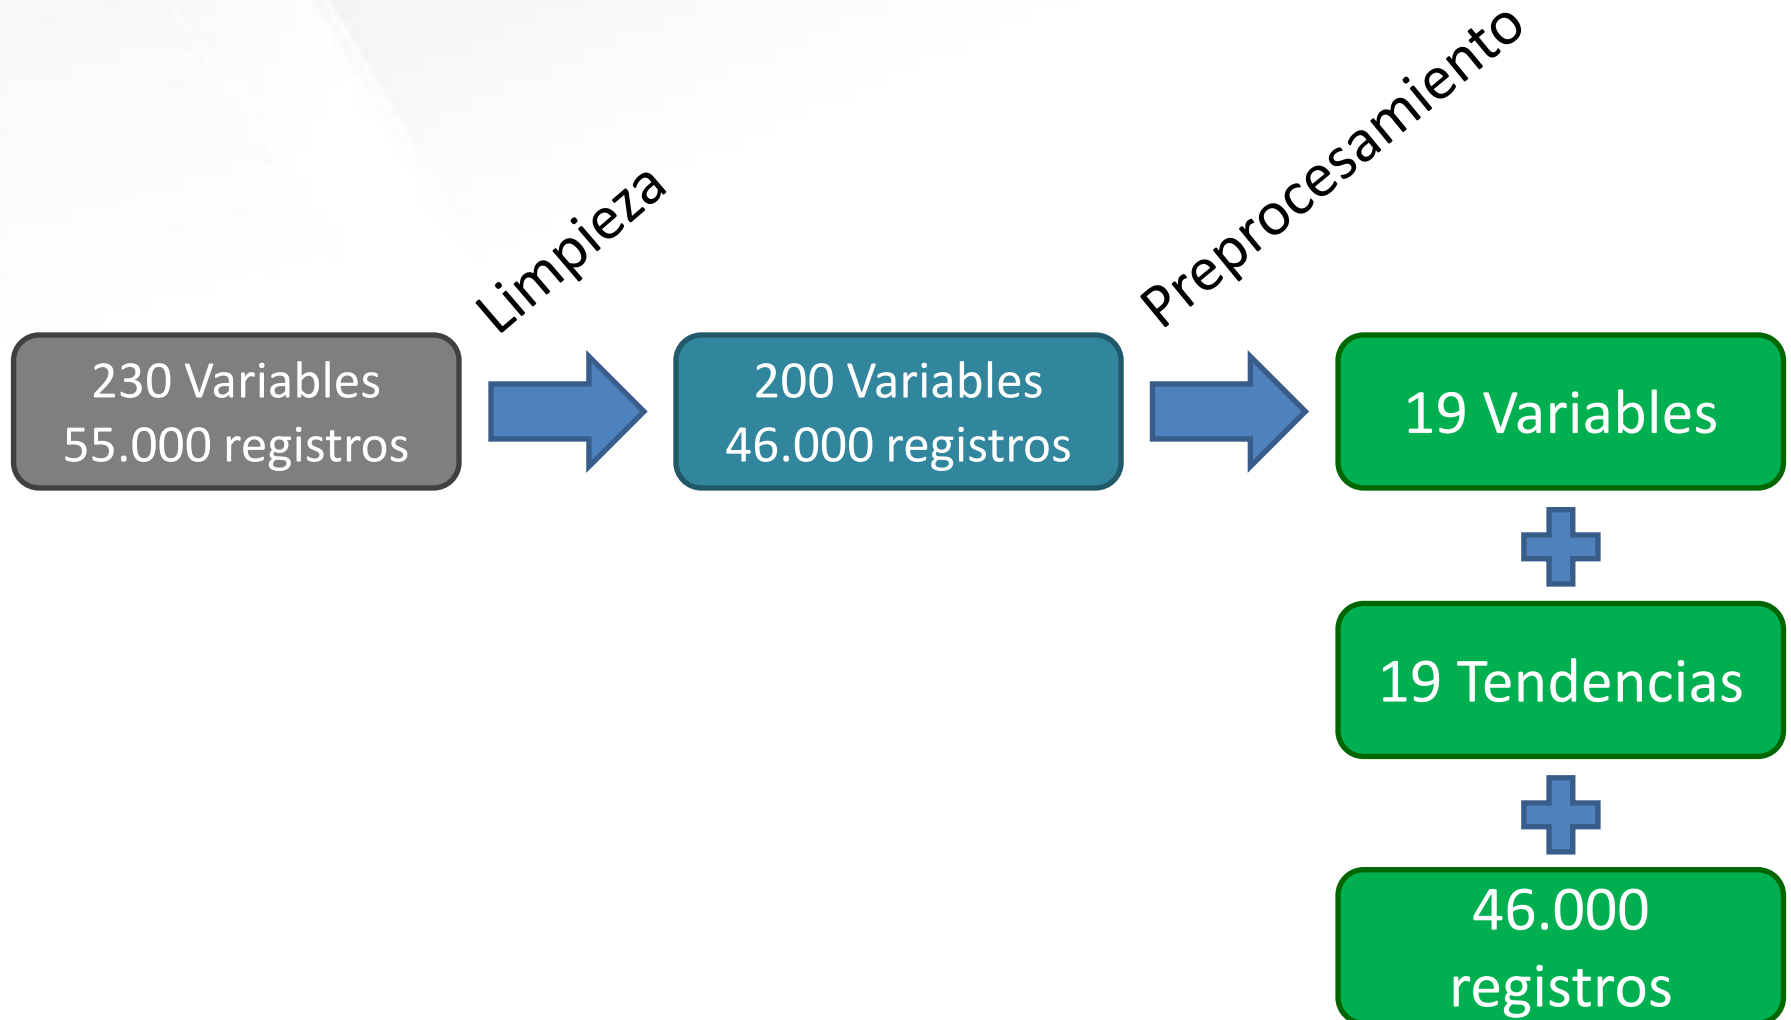 Limpieza
Preprocesamiento
230 Variables
55.000 registros
200 Variables
46.000 registros
19 Variables
19 Tendencias
46.000
registros